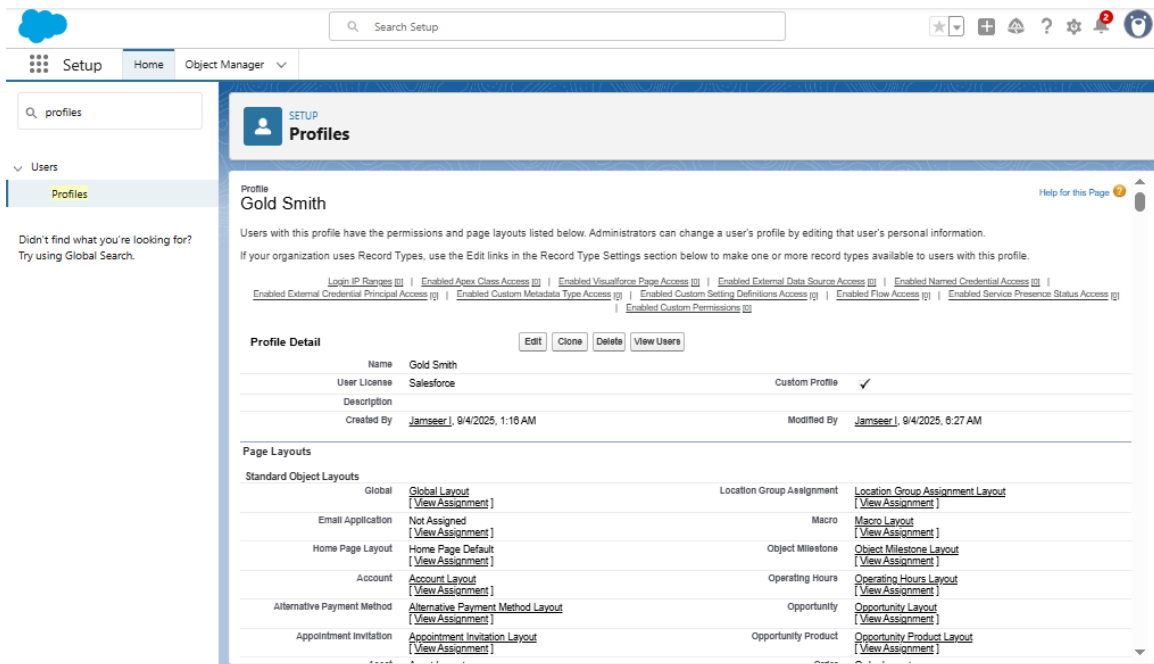 Search Setup
2
Setup Home Object Manager
profiles
Users
Profiles
Didn't find what you're looking for?
Try using Global Search.
SETUP
Profiles
Profile
Gold Smith
Help for this Page ?
Users with this profile have the permissions and page layouts listed below. Administrators can change a user's profile by editing that user's personal information.
If your organization uses Record Types, use the Edit links in the Record Type Settings section below to make one or more record types available to users with this profile.
Login IP Ranges [0] | Enabled Apex Class Access [0] | Enabled Visualforce Page Access [0] | Enabled External Data Source Access [0] | Enabled Named Credential Access [0] |
Enabled External Credential Principal Access [0] | Enabled Custom Metadata Type Access [0] | Enabled Custom Setting Definitions Access [0] | Enabled Flow Access [0] | Enabled Service Presence Status Access [0]
| Enabled Custom Permissions [0]
Profile Detail Edit Clone Delete View Users
Name Gold Smith
User License Salesforce Custom Profile ✓
Description
Created By Jamseer I, 9/4/2025, 1:16 AM Modified By Jamseer I, 9/4/2025, 6:27 AM
Page Layouts
Standard Object Layouts
Global Global Layout Location Group Assignment Location Group Assignment Layout
[ View Assignment ] [ View Assignment ]
Email Application Not Assigned Macro Macro Layout
[ View Assignment ] [ View Assignment ]
Home Page Layout Home Page Default Object Milestone Object Milestone Layout
[ View Assignment ] [ View Assignment ]
Account Account Layout Operating Hours Operating Hours Layout
[ View Assignment ] [ View Assignment ]
Alternative Payment Method Alternative Payment Method Layout Opportunity Opportunity Layout
[ View Assignment ] [ View Assignment ]
Appointment Invitation Appointment Invitation Layout Opportunity Product Opportunity Product Layout
[ View Assignment ] [ View Assignment ]